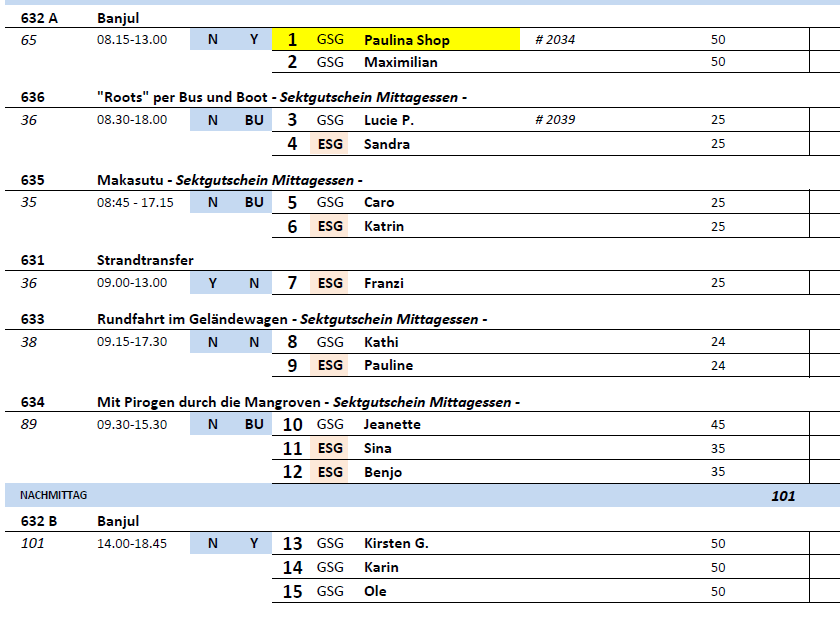 632 A Banjul
65 08.15-13.00 N Y 1 GSG Paulina Shop # 2034 50
2 GSG Maximilian 50
636 "Roots" per Bus und Boot - Sektgutschein Mittagessen -
36 08.30-18.00 N BU 3 GSG Lucie P. # 2039 25
4 ESG Sandra 25
635 Makasutu - Sektgutschein Mittagessen -
35 08:45 - 17.15 N BU 5 GSG Caro 25
6 ESG Katrin 25
631 Strandtransfer
36 09.00-13.00 Y N 7 ESG Franzi 25
633 Rundfahrt im Geländewagen - Sektgutschein Mittagessen -
38 09.15-17.30 N N 8 GSG Kathi 24
9 ESG Pauline 24
634 Mit Pirogen durch die Mangroven - Sektgutschein Mittagessen -
89 09.30-15.30 N BU 10 GSG Jeanette 45
11 ESG Sina 35
12 ESG Benjo 35
NACHMITTAG 101
632 B Banjul
101 14.00-18.45 N Y 13 GSG Kirsten G. 50
14 GSG Karin 50
15 GSG Ole 50